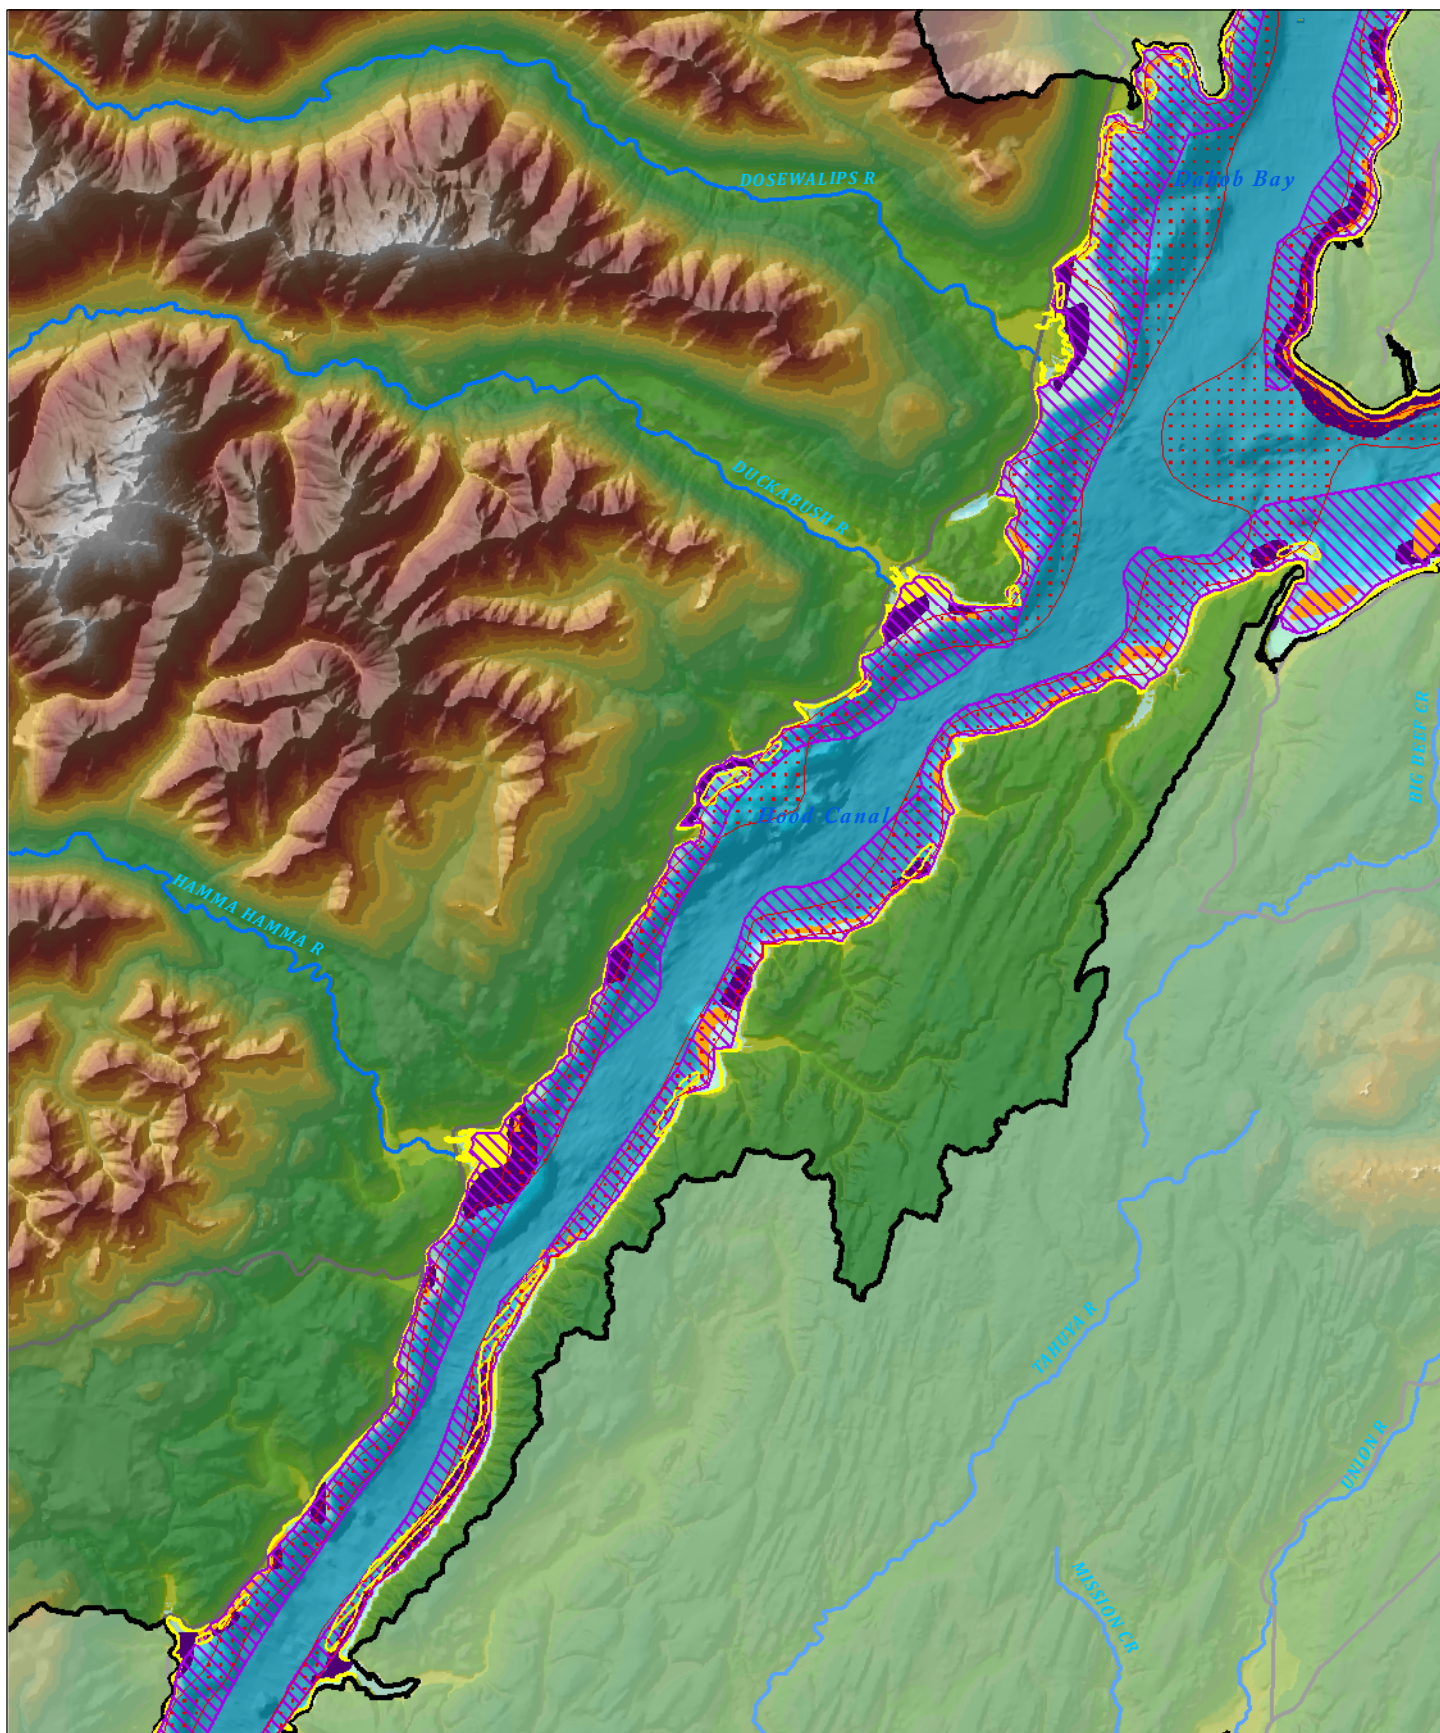 DOSEWALIPS R
Dabob Bay
DUCKABUSH R
BIG BEEF CR
Hood Canal
HAMMA HAMMA R
TAHUYA R
UNION R
MISSION CR